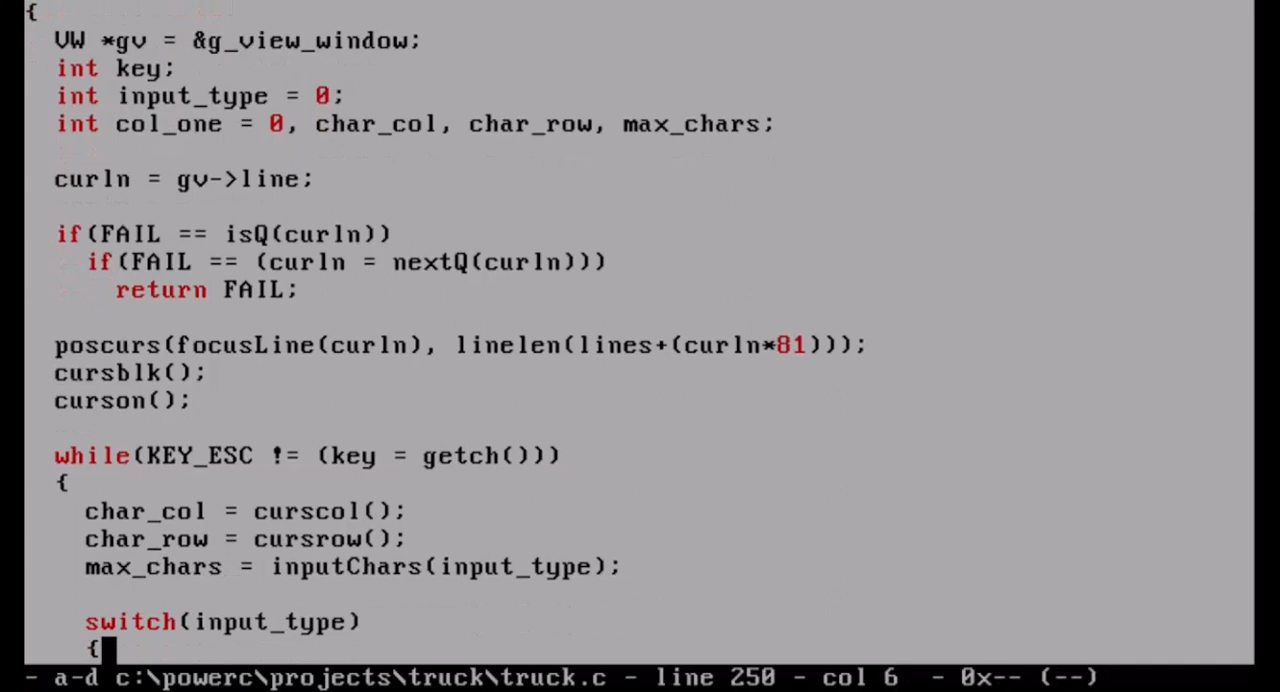 {
  VW *gv = &g_view_window;
  int key;
  int input_type = 0;
  int col_one = 0, char_col, char_row, max_chars;

  curln = gv->line;

  if(FAIL == isQ(curln))
    if(FAIL == (curln = nextQ(curln)))
      return FAIL;

  poscurs(focusLine(curln), linelen(lines+(curln*81)));
  cursblk();
  curson();

  while(KEY_ESC != (key = getch()))
  {
    char_col = curscol();
    char_row = cursrow();
    max_chars = inputChars(input_type);

    switch(input_type)
    {
- a-d c:\powerc\projects\truck\truck.c - line 250 - col 6  - 0x-- (--)